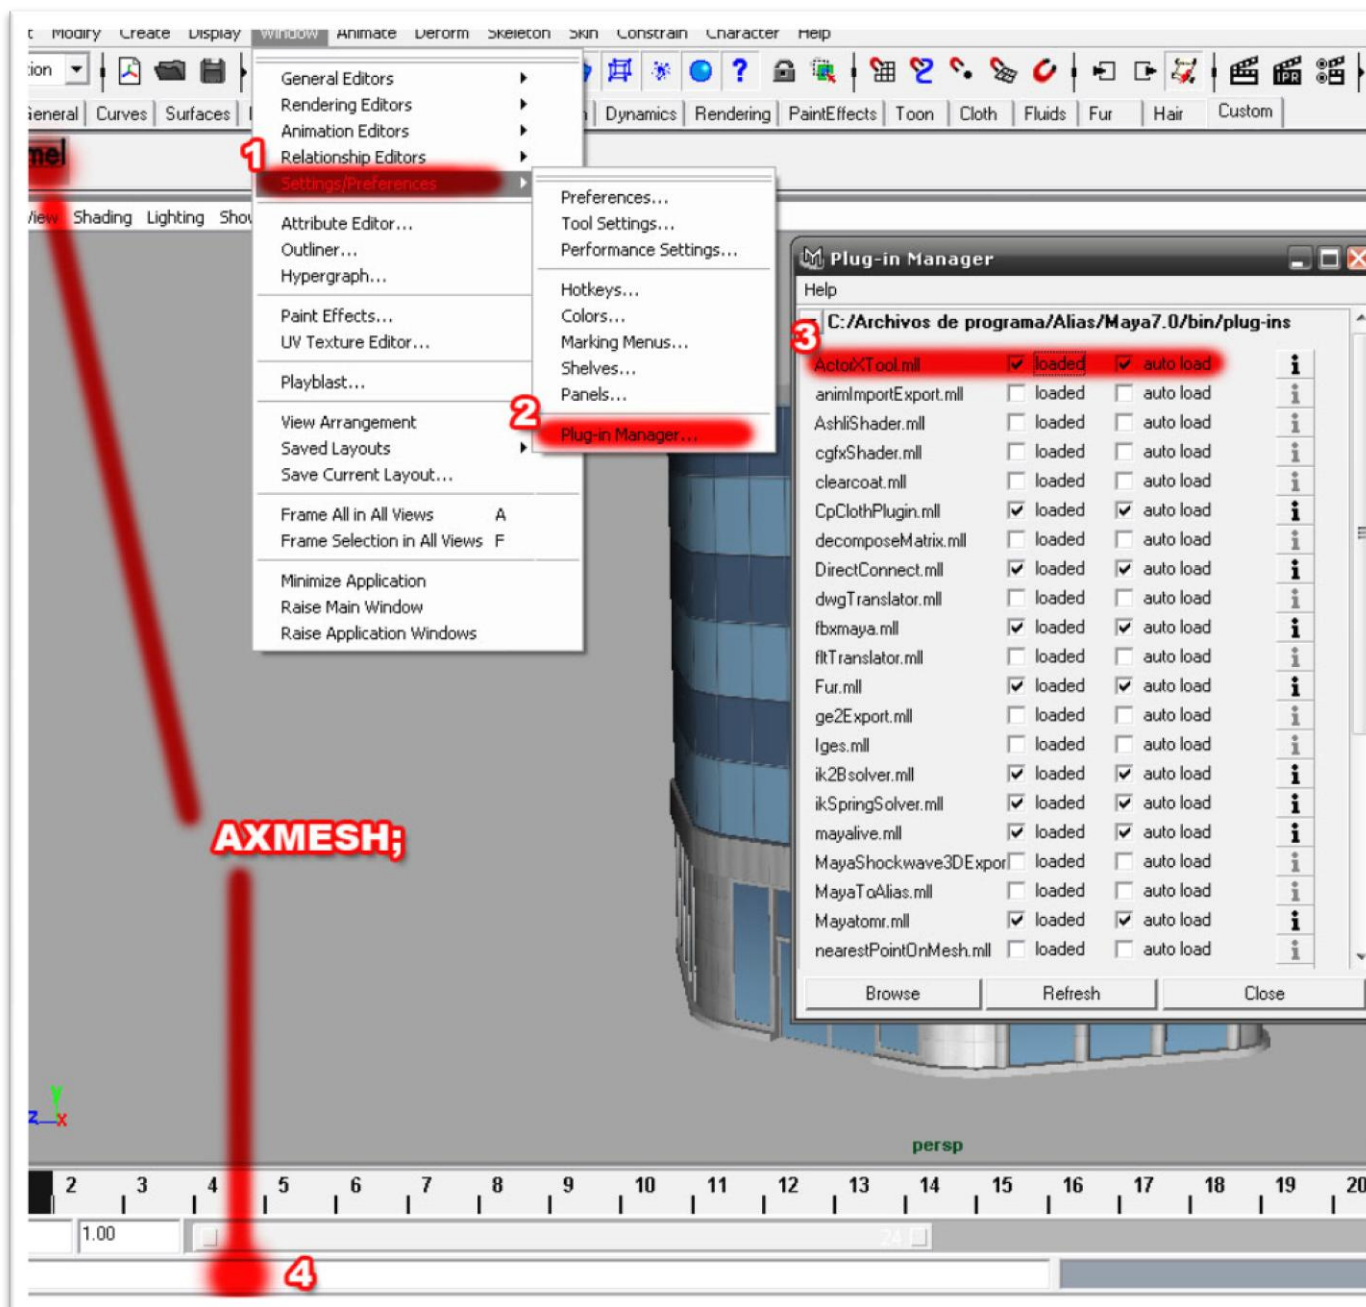 Modify Create Display Window Animate Deform Skeleton Skin Constrain Character Help
tion
IPR
General Curves Surfaces Dynamics Rendering PaintEffects Toon Cloth Fluids Fur Hair Custom
mel
View Shading Lighting Show
General Editors
Rendering Editors
Animation Editors
1
Relationship Editors
Settings/Preferences
Attribute Editor...
Outliner...
Hypergraph...
Paint Effects...
UV Texture Editor...
Playblast...
View Arrangement
Saved Layouts
Save Current Layout...
Frame All in All Views A
Frame Selection in All Views F
Minimize Application
Raise Main Window
Raise Application Windows
Preferences...
Tool Settings...
Performance Settings...
Hotkeys...
Colors...
Marking Menus...
Shelves...
Panels...
2
Plug-in Manager...
Plug-in Manager
Help
C:/Archivos de programa/Alias/Maya7.0/bin/plug-ins
3
ActorXTool.mll loaded auto load i
animImportExport.mll loaded auto load i
AshliShader.mll loaded auto load i
cgfxShader.mll loaded auto load i
clearcoat.mll loaded auto load i
CpClothPlugin.mll loaded auto load i
decomposeMatrix.mll loaded auto load i
DirectConnect.mll loaded auto load i
dwgTranslator.mll loaded auto load i
fbxmaya.mll loaded auto load i
fltTranslator.mll loaded auto load i
Fur.mll loaded auto load i
ge2Export.mll loaded auto load i
Iges.mll loaded auto load i
ik2Bsolver.mll loaded auto load i
ikSpringSolver.mll loaded auto load i
mayalive.mll loaded auto load i
MayaShockwave3DExpor loaded auto load i
MayaToAlias.mll loaded auto load i
Mayatomr.mll loaded auto load i
nearestPointOnMesh.mll loaded auto load i
Browse Refresh Close
AXMESH;
y
z x
persp
2 3 4 5 6 7 8 9 10 11 12 13 14 15 16 17 18 19 20
1.00
24
4